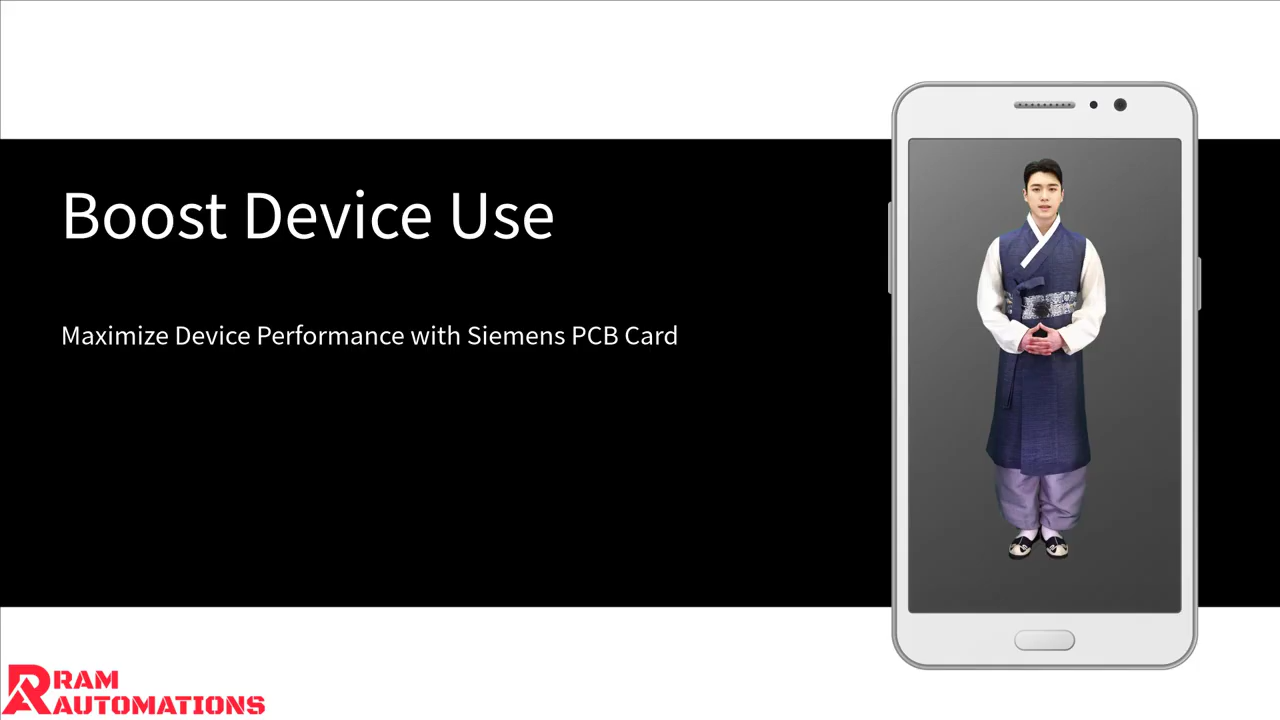 Boost Device Use
Maximize Device Performance with Siemens PCB Card
RAM
AUTOMATIONS